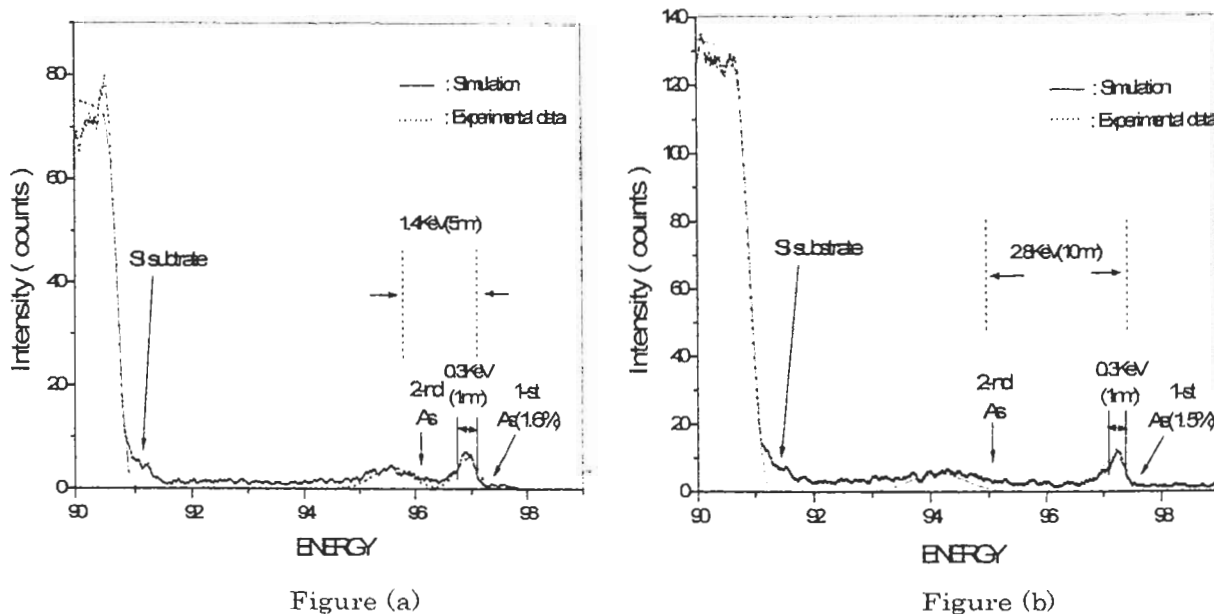 80
60
40
20
0
Intensity ( counts )
— : Simulation
...... : Experimental data
1.4KeV(5nm)
Si subtrate
2-nd
As
0.3KeV
(1nm)
1-st
As(1.6%)
90 92 94 96 98
ENERGY
Figure (a)
140
120
100
80
60
40
20
0
Intensity ( counts )
— : Simulation
...... : Experimental data
2.8KeV(10nm)
Si substrate
2-nd
As
0.3KeV
(1nm)
1-st
As(1.5%)
90 92 94 96 98
ENERGY
Figure (b)